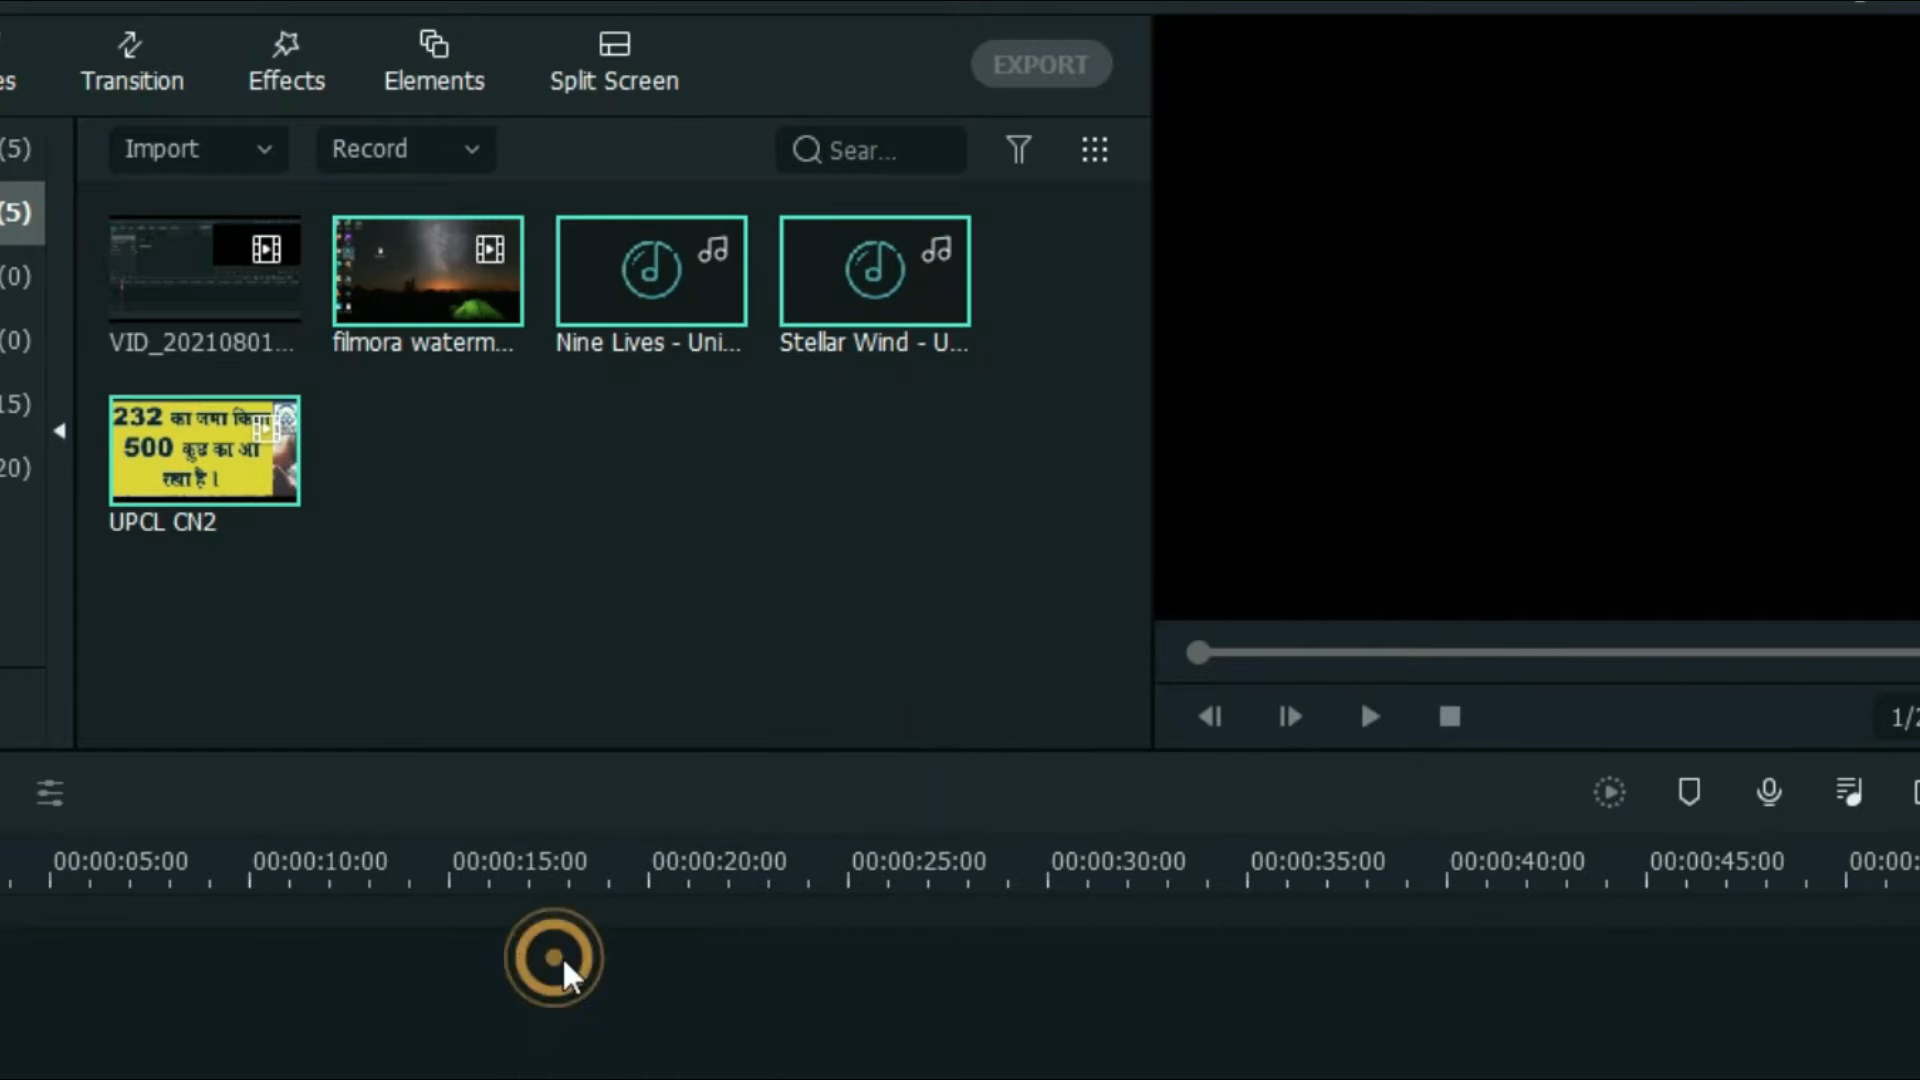 es
Transition
Effects
Elements
Split Screen
EXPORT
(5)
Import
Record
Sear...
(5)
(0)
(0)
15)
20)
VID_20210801...
filmora waterm...
Nine Lives - Uni...
Stellar Wind - U...
232 का जमा किया
500 कुछ का आ
रखा है।
UPCL CN2
1/2
00:00:05:00
00:00:10:00
00:00:15:00
00:00:20:00
00:00:25:00
00:00:30:00
00:00:35:00
00:00:40:00
00:00:45:00
00:00: